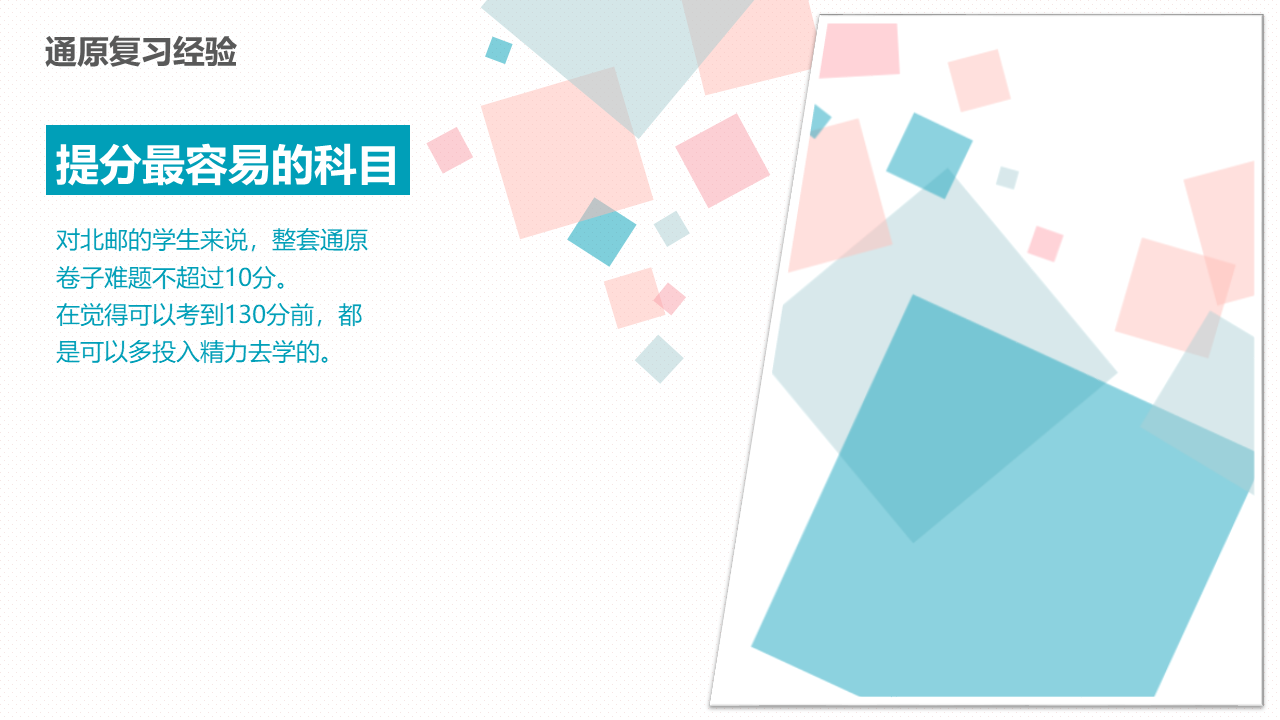 通原复习经验
提分最容易的科目
对北邮的学生来说，整套通原
卷子难题不超过10分。
在觉得可以考到130分前，都
是可以多投入精力去学的。